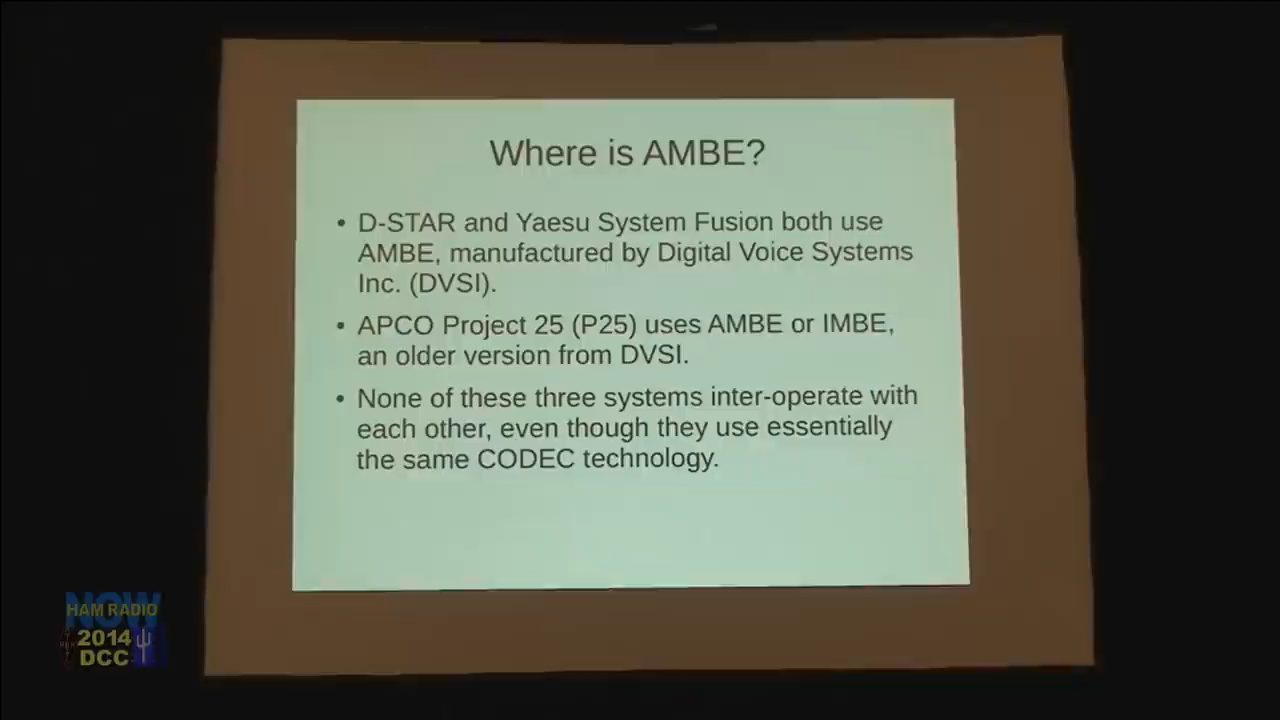 Where is AMBE?
• D-STAR and Yaesu System Fusion both use
AMBE, manufactured by Digital Voice Systems
Inc. (DVSI).
• APCO Project 25 (P25) uses AMBE or IMBE,
an older version from DVSI.
• None of these three systems inter-operate with
each other, even though they use essentially
the same CODEC technology.
NOW
HAM RADIO
2014
DCC